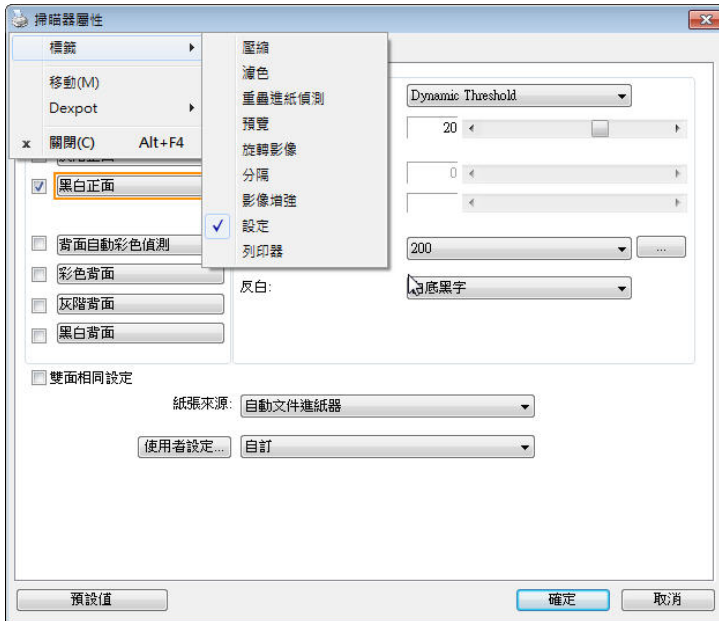 掃瞄器屬性
標籤
移動(M)
Dexpot
x 關閉(C) Alt+F4
壓縮
濾色
重疊進紙偵測
預覽
旋轉影像
分隔
影像增強
設定
列印器
Dynamic Threshold
20
0
黑白正面
背面自動彩色偵測
彩色背面
灰階背面
黑白背面
200
...
反白:
底黑字
雙面相同設定
紙張來源:
自動文件進紙器
使用者設定...
自訂
預設值
確定
取消